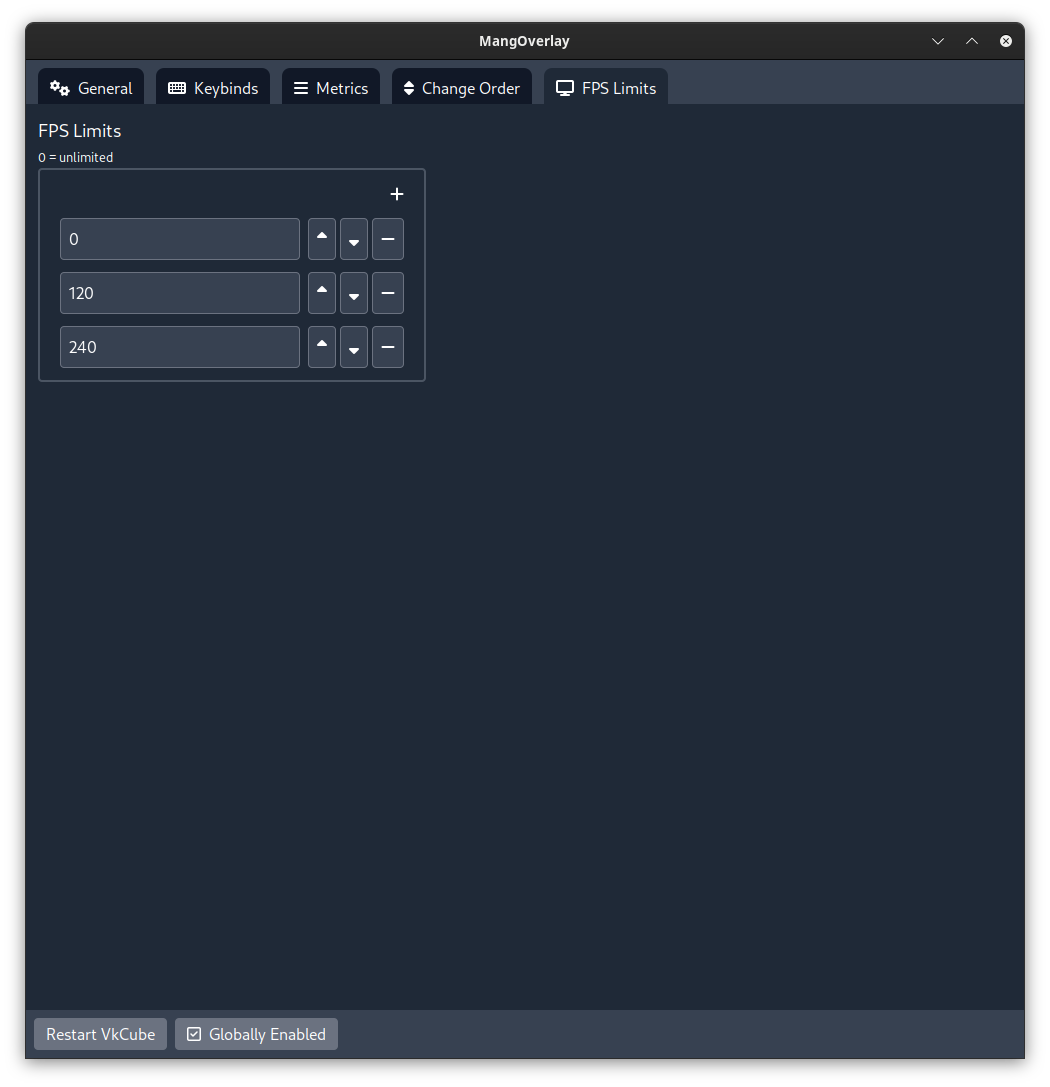 MangOverlay
General Keybinds Metrics Change Order FPS Limits
FPS Limits
0 = unlimited
0
120
240
Restart VkCube Globally Enabled